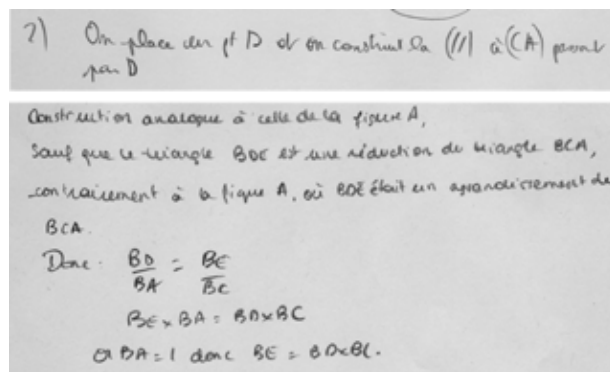 2) On place un pt D et on construit la (//) à (CA) passant
par D
Construction analogue à celle de la figure A,
Sauf que le triangle BDE est une réduction du triangle BCA,
contrairement à la figure A, où BDE était un agrandissement de
BCA.
Donc : BD/BA = BE/BC
BE × BA = BD × BC
or BA = 1 donc BE = BD × BC.